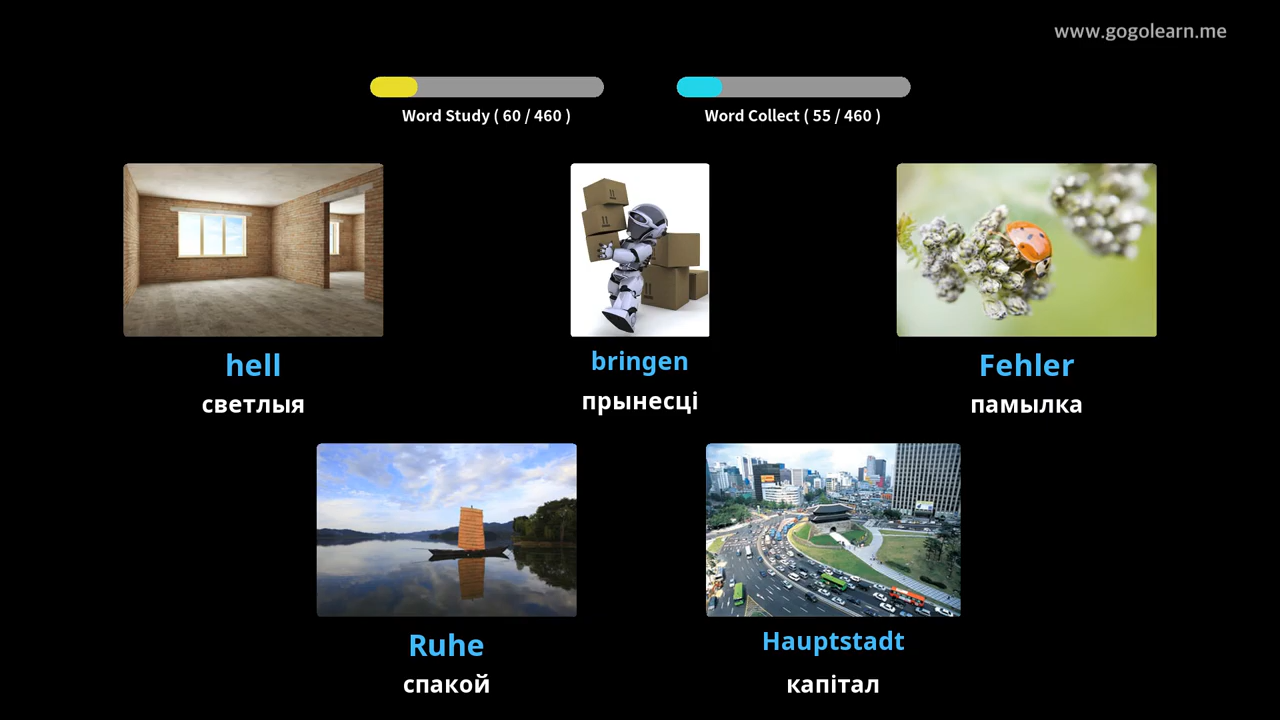 www.gogolearn.me
Word Study ( 60 / 460 )
Word Collect ( 55 / 460 )
hell
светлыя
bringen
прынесці
Fehler
памылка
Ruhe
спакой
Hauptstadt
капітал